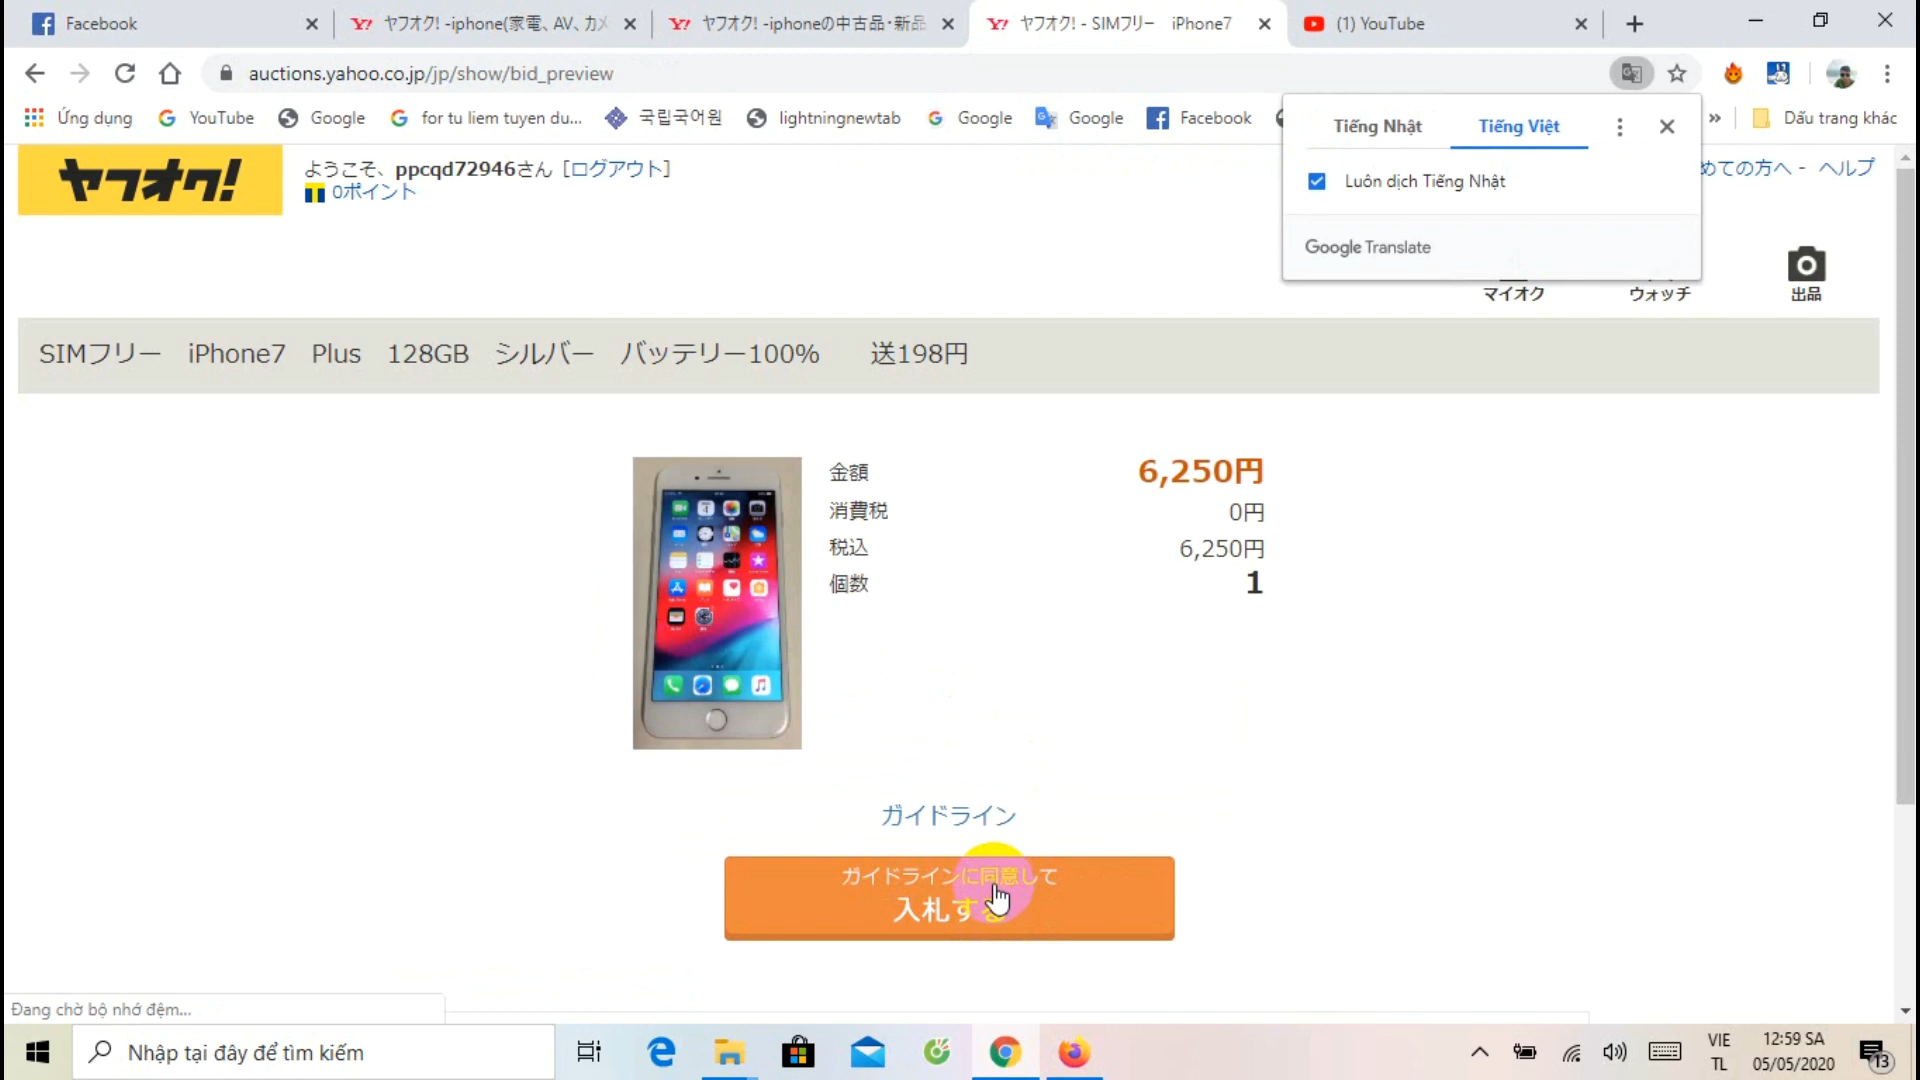 Facebook
ヤフオク! -iphone(家電、AV、カメ
ヤフオク! -iphoneの中古品・新品
ヤフオク! - SIMフリー iPhone7
(1) YouTube
auctions.yahoo.co.jp/jp/show/bid_preview
Ứng dụng
YouTube
Google
for tu liem tuyen du...
국립국어원
lightningnewtab
Google
Google
Facebook
»
Dấu trang khác
Tiếng Nhật
Tiếng Việt
Luôn dịch Tiếng Nhật
Google Translate
ヤフオク!
ようこそ、ppcqd72946さん [ログアウト]
0ポイント
めての方へ - ヘルプ
マイオク
ウォッチ
出品
SIMフリー iPhone7 Plus 128GB シルバー バッテリー100% 送198円
金額 6,250円
消費税 0円
税込 6,250円
個数 1
ガイドライン
ガイドラインに同意して
入札する
Đang chờ bộ nhớ đệm...
Nhập tại đây để tìm kiếm
VIE
TL
12:59 SA
05/05/2020
13